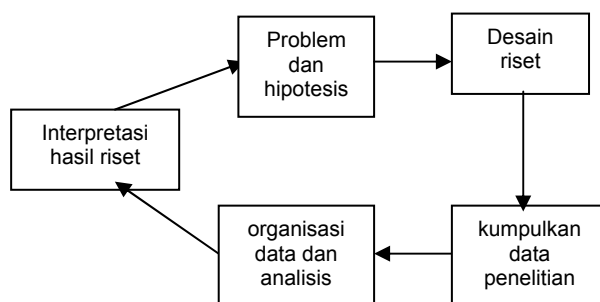 Problem
dan
hipotesis
Desain
riset
Interpretasi
hasil riset
organisasi
data dan
analisis
kumpulkan
data
penelitian